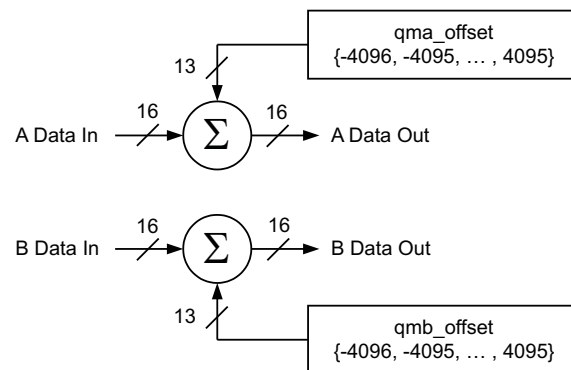 qma_offset
{-4096, -4095, … , 4095}
13
16
16
A Data In
Σ
A Data Out
16
16
B Data In
Σ
B Data Out
13
qmb_offset
{-4096, -4095, … , 4095}